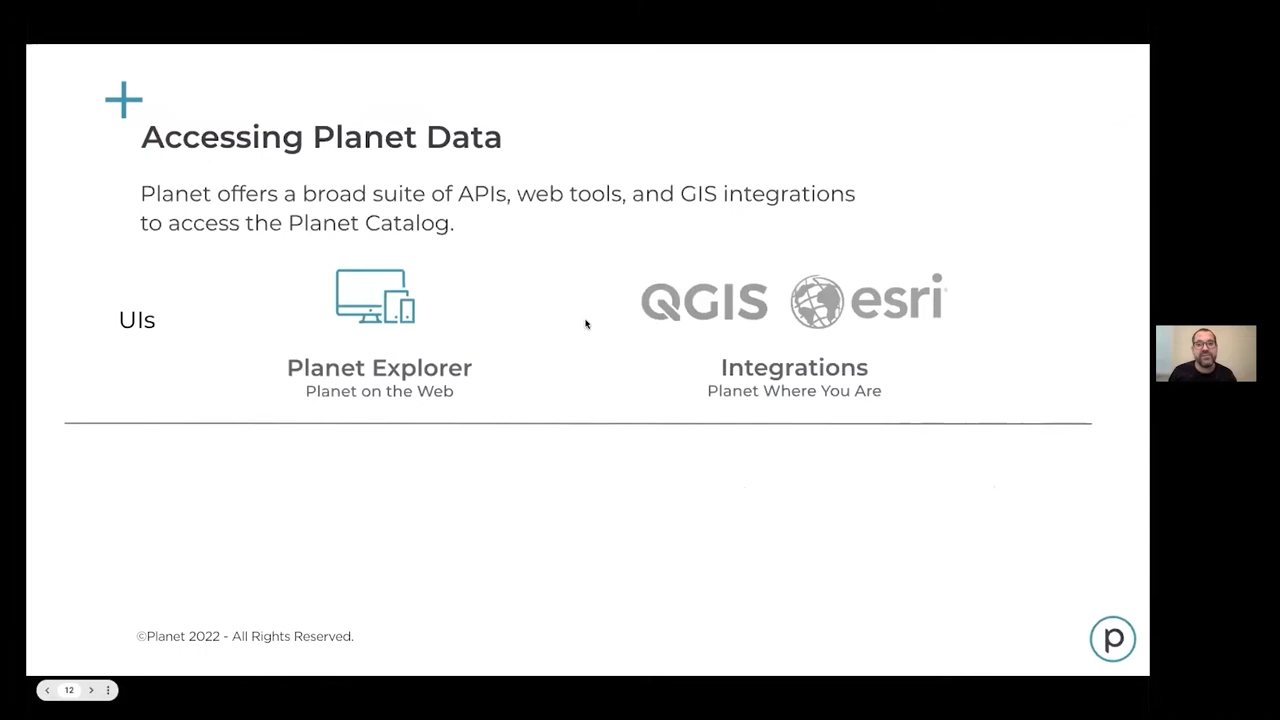 Accessing Planet Data
Planet offers a broad suite of APIs, web tools, and GIS integrations
to access the Planet Catalog.
UIs
QGIS esri
Planet Explorer
Planet on the Web
Integrations
Planet Where You Are
©Planet 2022 - All Rights Reserved.
p
12